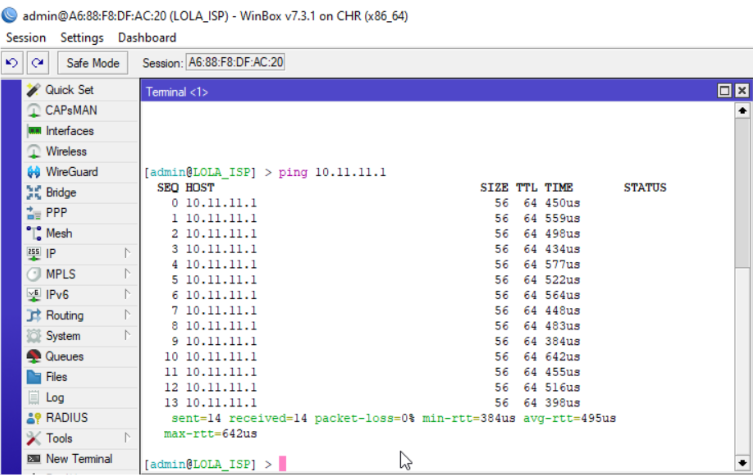 admin@A6:88:F8:DF:AC:20 (LOLA_ISP) - WinBox v7.3.1 on CHR (x86_64)
Session Settings Dashboard
Safe Mode Session: A6:88:F8:DF:AC:20
Quick Set
CAPsMAN
Interfaces
Wireless
WireGuard
Bridge
PPP
Mesh
IP
MPLS
IPv6
Routing
System
Queues
Files
Log
RADIUS
Tools
New Terminal
Terminal <1>
[admin@LOLA_ISP] > ping 10.11.11.1
SEQ HOST SIZE TTL TIME STATUS
0 10.11.11.1 56 64 450us
1 10.11.11.1 56 64 559us
2 10.11.11.1 56 64 498us
3 10.11.11.1 56 64 434us
4 10.11.11.1 56 64 577us
5 10.11.11.1 56 64 522us
6 10.11.11.1 56 64 564us
7 10.11.11.1 56 64 448us
8 10.11.11.1 56 64 483us
9 10.11.11.1 56 64 384us
10 10.11.11.1 56 64 642us
11 10.11.11.1 56 64 455us
12 10.11.11.1 56 64 516us
13 10.11.11.1 56 64 398us
sent=14 received=14 packet-loss=0% min-rtt=384us avg-rtt=495us
max-rtt=642us
[admin@LOLA_ISP] >